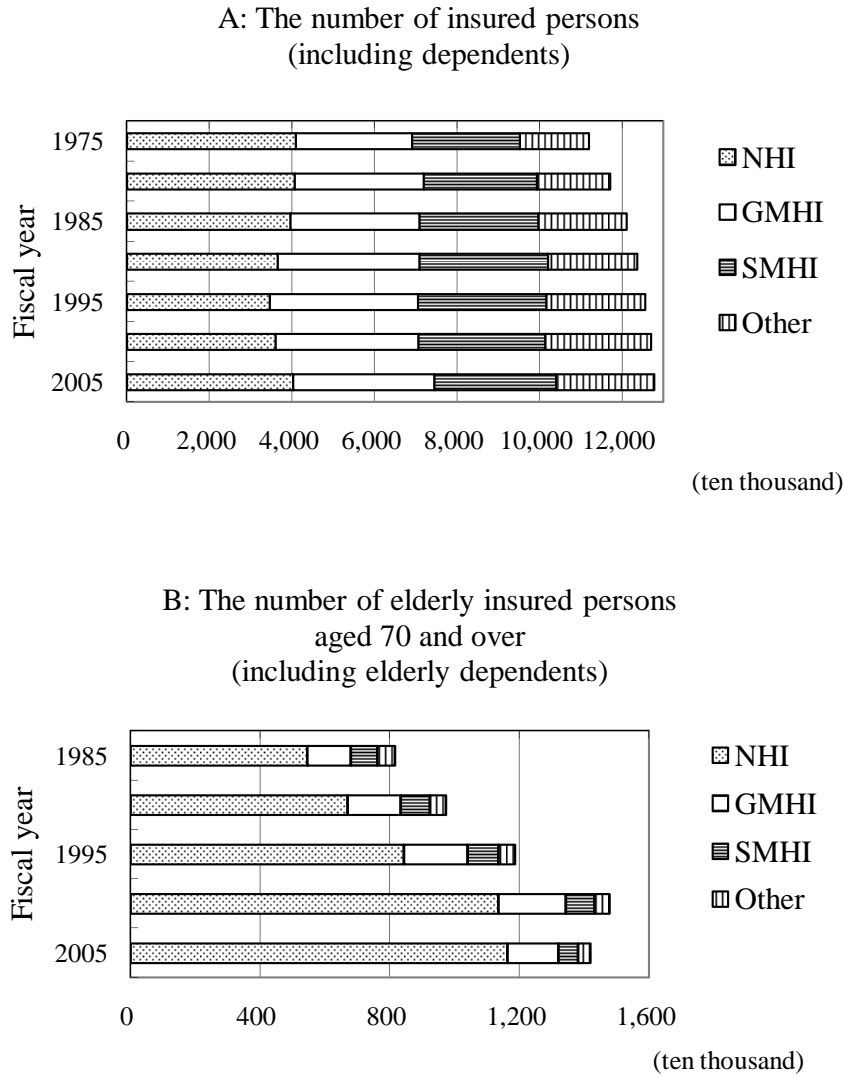 A: The number of insured persons
(including dependents)
Fiscal year
1975
1985
1995
2005
NHI
GMHI
SMHI
Other
0 2,000 4,000 6,000 8,000 10,000 12,000
(ten thousand)
B: The number of elderly insured persons
aged 70 and over
(including elderly dependents)
Fiscal year
1985
1995
2005
NHI
GMHI
SMHI
Other
0 400 800 1,200 1,600
(ten thousand)